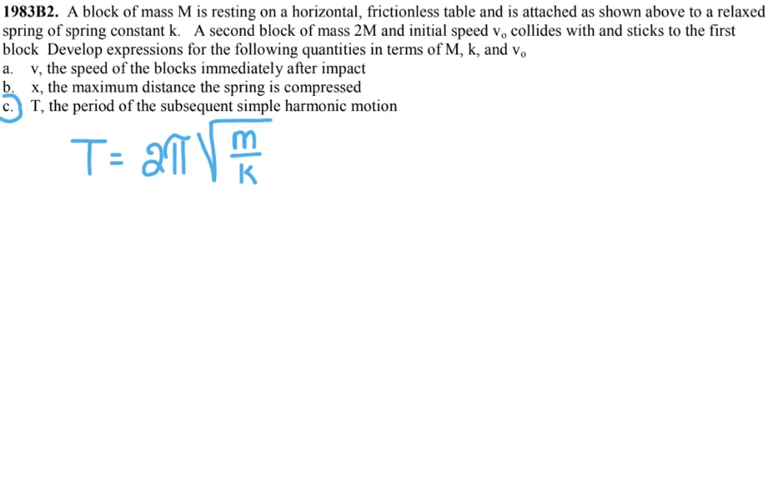 1983B2. A block of mass M is resting on a horizontal, frictionless table and is attached as shown above to a relaxed
spring of spring constant k. A second block of mass 2M and initial speed vₒ collides with and sticks to the first
block Develop expressions for the following quantities in terms of M, k, and vₒ
a. v, the speed of the blocks immediately after impact
b. x, the maximum distance the spring is compressed
c. T, the period of the subsequent simple harmonic motion
T = 2π√(m/k)